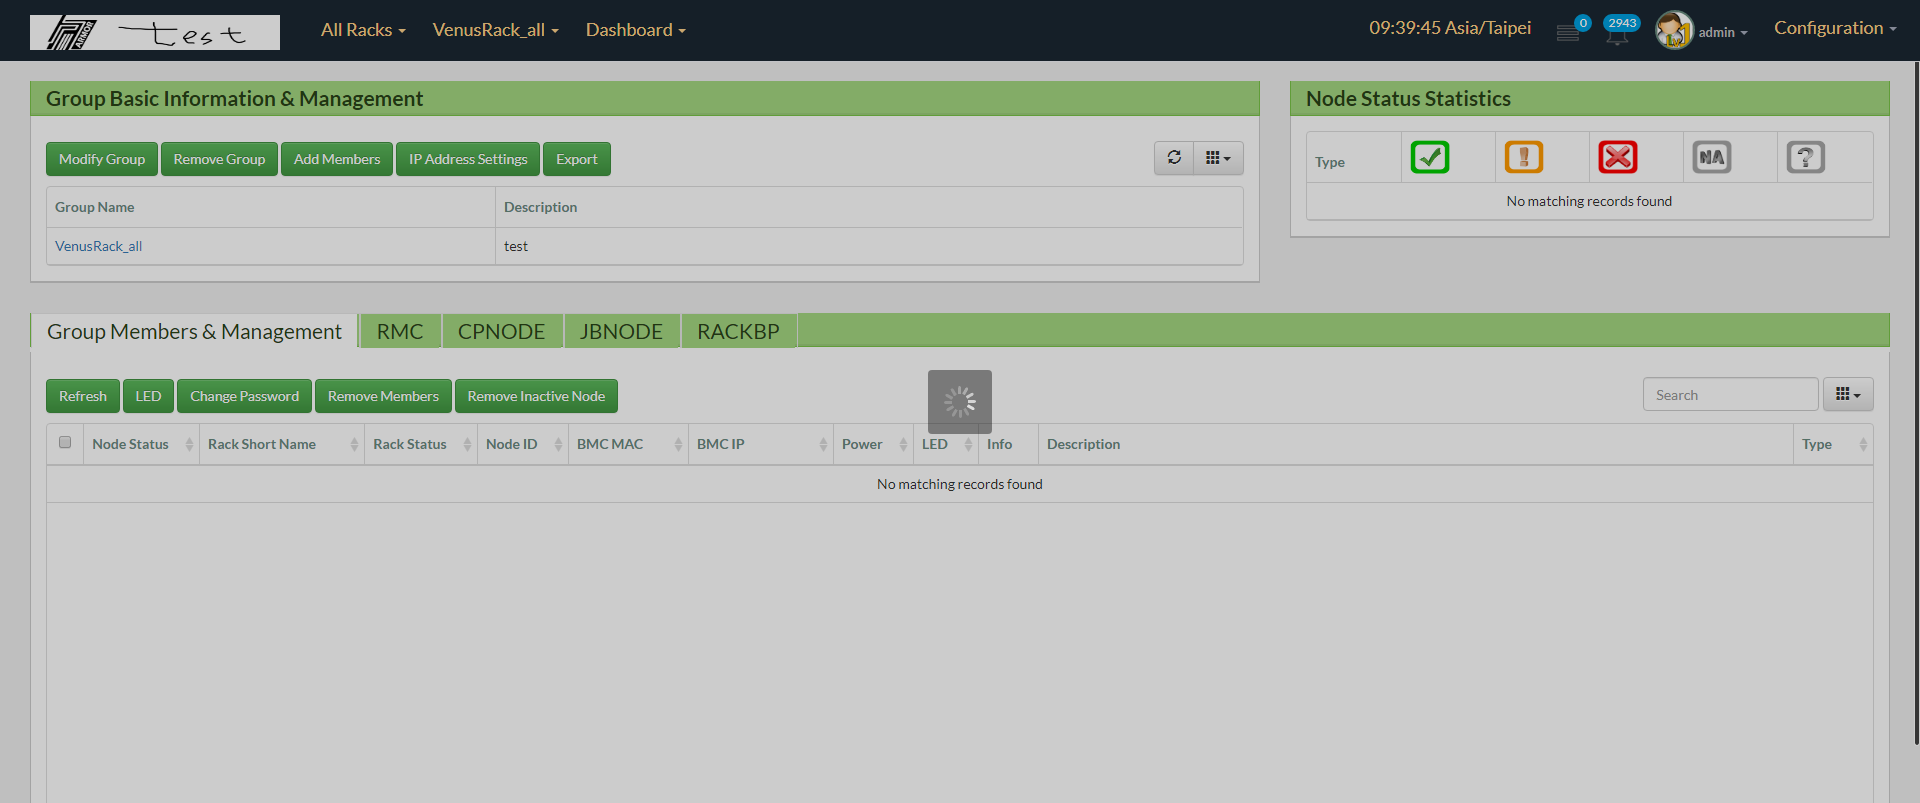 ARMOR test All Racks VenusRack_all Dashboard 09:39:45 Asia/Taipei 0 2943 admin Configuration
Group Basic Information & Management
Modify Group Remove Group Add Members IP Address Settings Export
Group Name Description
VenusRack_all test
Node Status Statistics
Type ! NA ?
No matching records found
Group Members & Management RMC CPNODE JBNODE RACKBP
Refresh LED Change Password Remove Members Remove Inactive Node Search
Node Status Rack Short Name Rack Status Node ID BMC MAC BMC IP Power LED Info Description Type
No matching records found